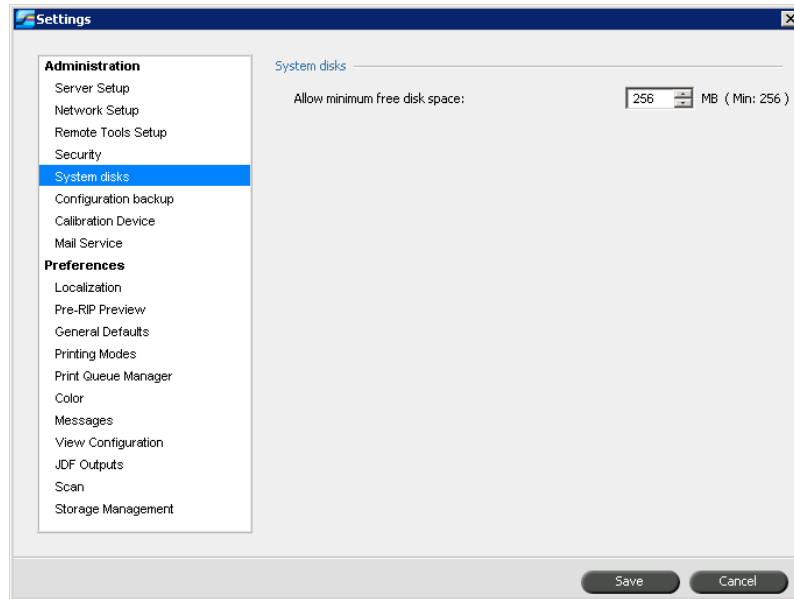 Settings
Administration
Server Setup
Network Setup
Remote Tools Setup
Security
System disks
Configuration backup
Calibration Device
Mail Service
Preferences
Localization
Pre-RIP Preview
General Defaults
Printing Modes
Print Queue Manager
Color
Messages
View Configuration
JDF Outputs
Scan
Storage Management
System disks
Allow minimum free disk space: 256 MB ( Min: 256 )
Save Cancel